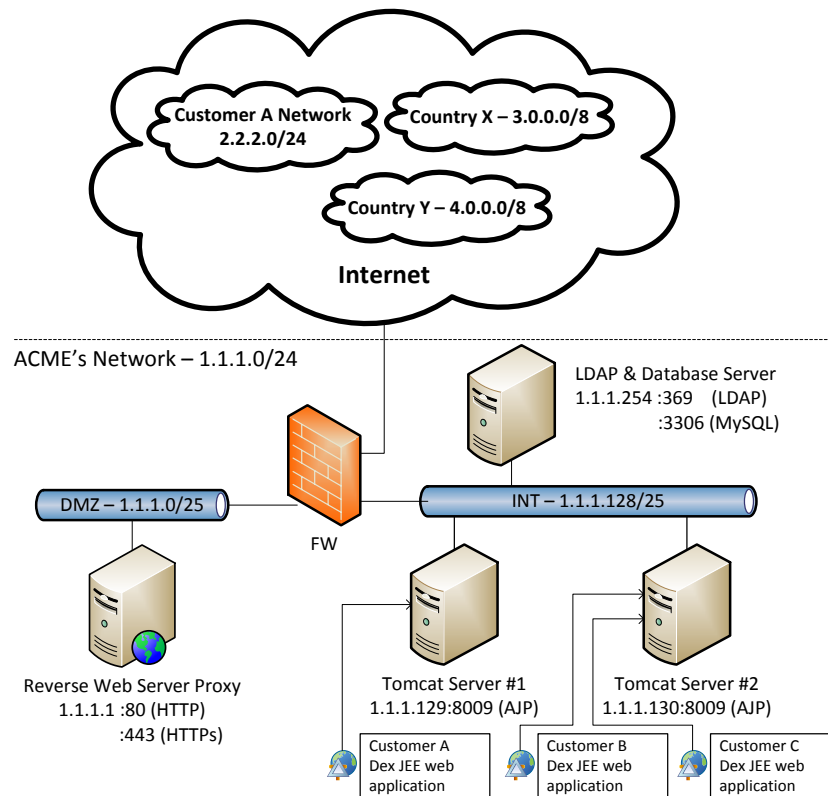 Customer A Network
2.2.2.0/24
Country X – 3.0.0.0/8
Country Y – 4.0.0.0/8
Internet
ACME's Network – 1.1.1.0/24
LDAP & Database Server
1.1.1.254 :369 (LDAP)
:3306 (MySQL)
DMZ – 1.1.1.0/25
INT – 1.1.1.128/25
FW
Reverse Web Server Proxy
1.1.1.1 :80 (HTTP)
:443 (HTTPs)
Tomcat Server #1
1.1.1.129:8009 (AJP)
Tomcat Server #2
1.1.1.130:8009 (AJP)
Customer A
Dex JEE web
application
Customer B
Dex JEE web
application
Customer C
Dex JEE web
application